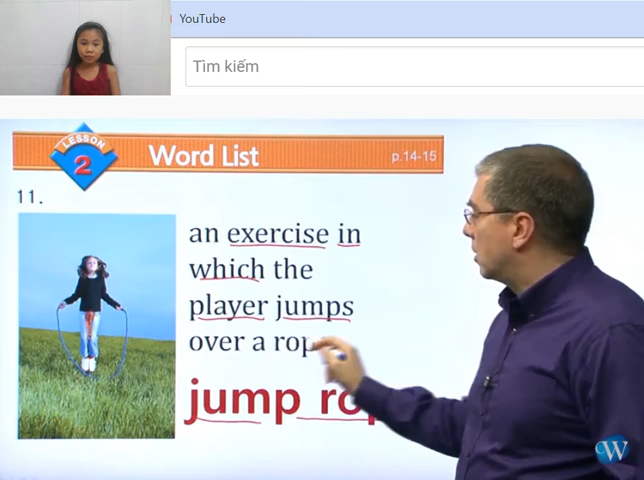 YouTube
Tìm kiếm
LESSON
2
Word List
p.14-15
11.
an exercise in
which the
player jumps
over a
jump
W